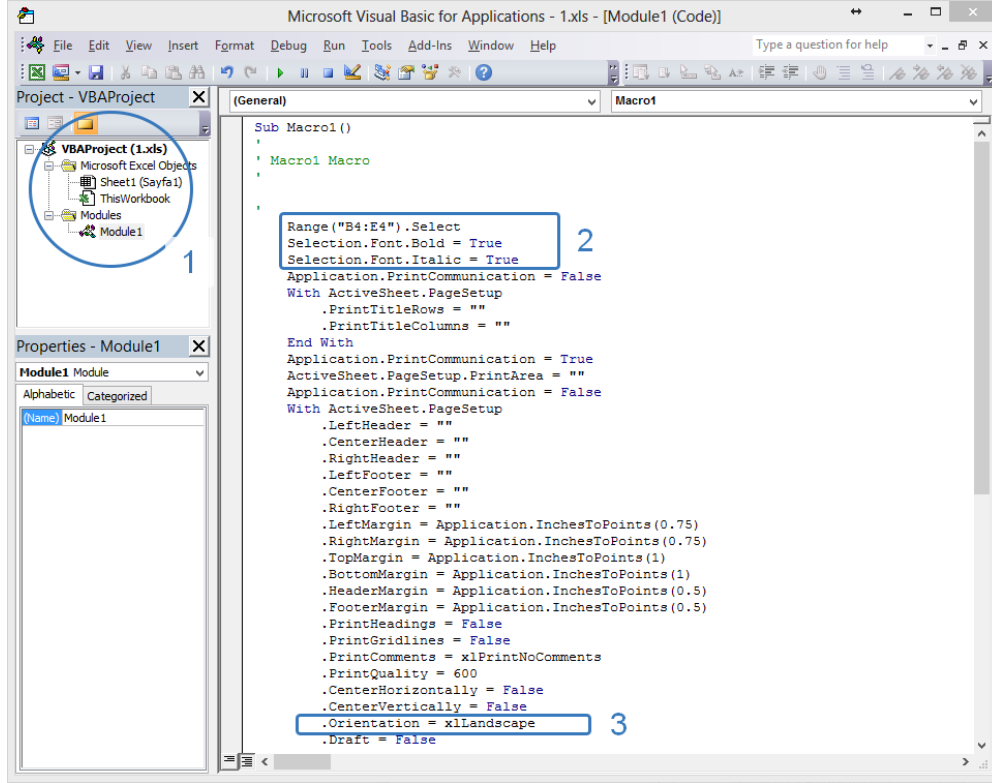 Microsoft Visual Basic for Applications - 1.xls - [Module1 (Code)]
File Edit View Insert Format Debug Run Tools Add-Ins Window Help
Type a question for help
Project - VBAProject
VBAProject (1.xls)
Microsoft Excel Objects
Sheet1 (Sayfa1)
ThisWorkbook
Modules
Module1
1
Properties - Module1
Module1 Module
Alphabetic Categorized
(Name) Module1
(General) Macro1
Sub Macro1()
'
' Macro1 Macro
'

'
Range("B4:E4").Select
Selection.Font.Bold = True
2
Selection.Font.Italic = True
Application.PrintCommunication = False
With ActiveSheet.PageSetup
.PrintTitleRows = ""
.PrintTitleColumns = ""
End With
Application.PrintCommunication = True
ActiveSheet.PageSetup.PrintArea = ""
Application.PrintCommunication = False
With ActiveSheet.PageSetup
.LeftHeader = ""
.CenterHeader = ""
.RightHeader = ""
.LeftFooter = ""
.CenterFooter = ""
.RightFooter = ""
.LeftMargin = Application.InchesToPoints(0.75)
.RightMargin = Application.InchesToPoints(0.75)
.TopMargin = Application.InchesToPoints(1)
.BottomMargin = Application.InchesToPoints(1)
.HeaderMargin = Application.InchesToPoints(0.5)
.FooterMargin = Application.InchesToPoints(0.5)
.PrintHeadings = False
.PrintGridlines = False
.PrintComments = xlPrintNoComments
.PrintQuality = 600
.CenterHorizontally = False
.CenterVertically = False
.Orientation = xlLandscape
3
.Draft = False